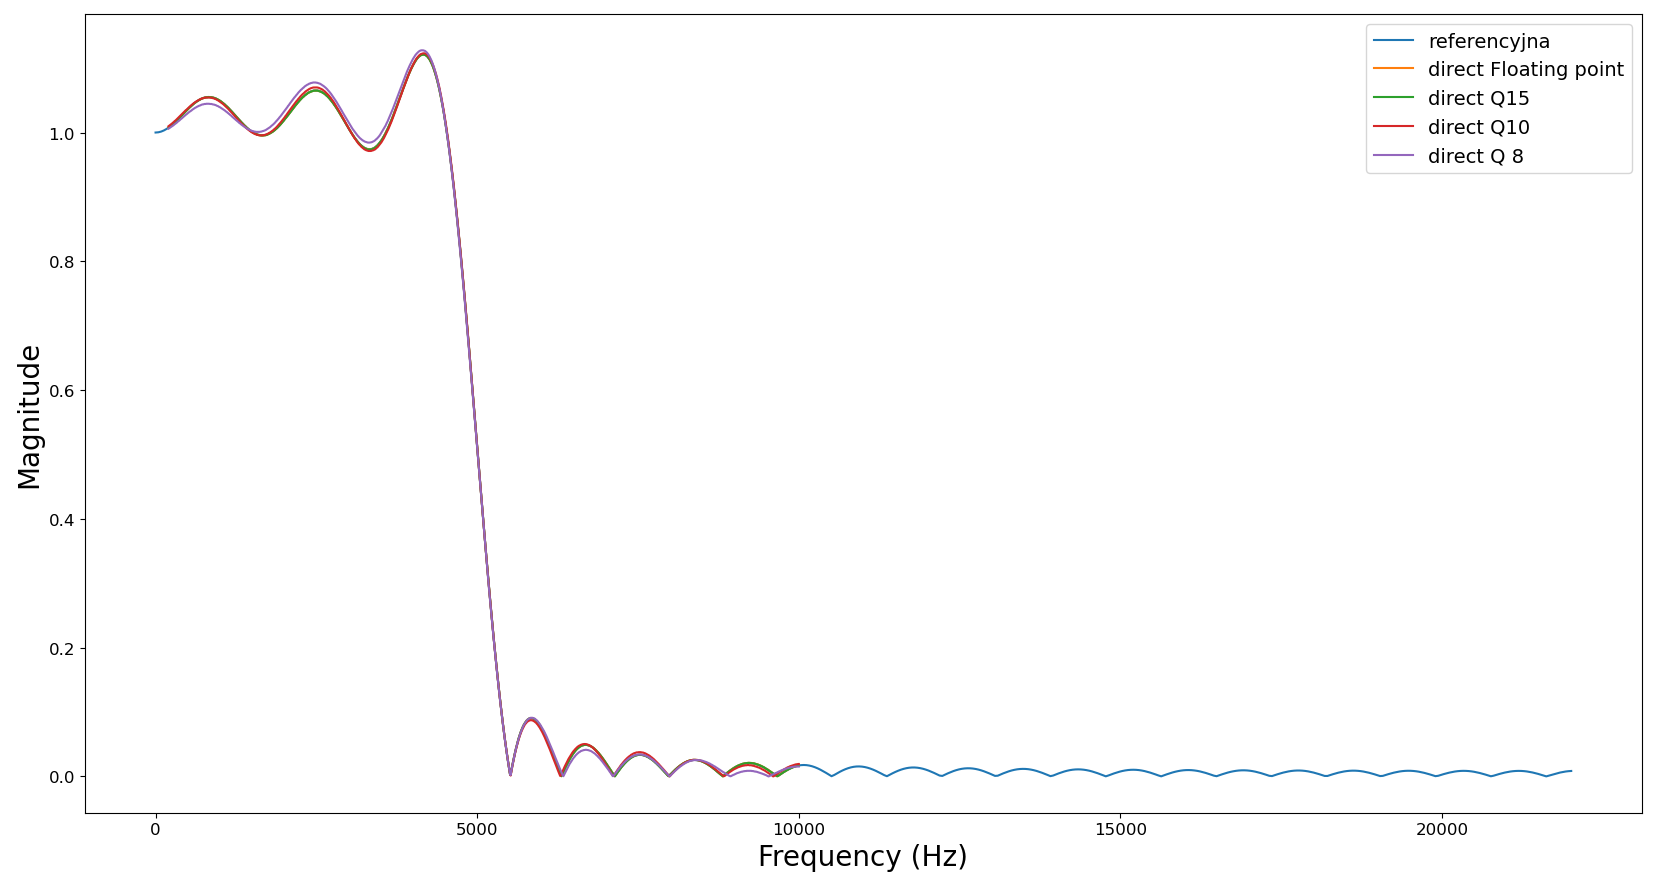 referencyjna
direct Floating point
direct Q15
direct Q10
direct Q 8
Magnitude
1.0
0.8
0.6
0.4
0.2
0.0
0 5000 10000 15000 20000
Frequency (Hz)